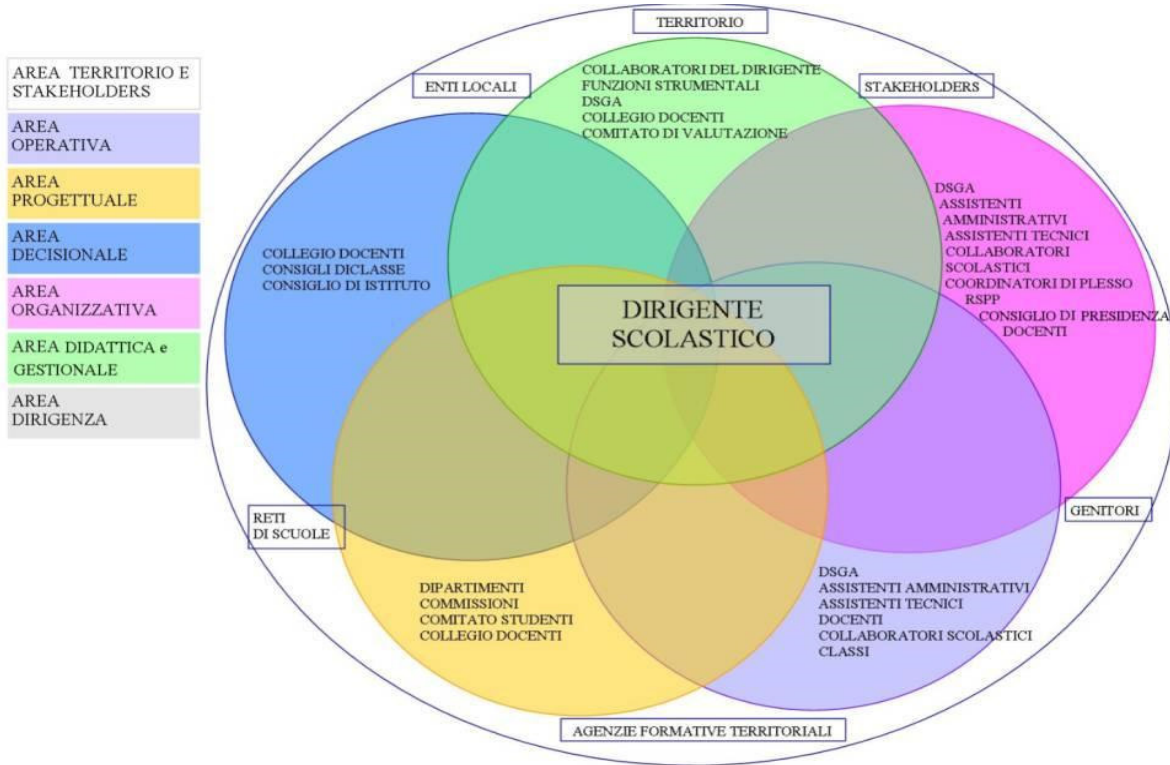 AREA TERRITORIO E
STAKEHOLDERS
AREA
OPERATIVA
AREA
PROGETTUALE
AREA
DECISIONALE
AREA
ORGANIZZATIVA
AREA DIDATTICA e
GESTIONALE
AREA
DIRIGENZA
TERRITORIO
ENTI LOCALI
STAKEHOLDERS
COLLABORATORI DEL DIRIGENTE
FUNZIONI STRUMENTALI
DSGA
COLLEGIO DOCENTI
COMITATO DI VALUTAZIONE
COLLEGIO DOCENTI
CONSIGLI DICLASSE
CONSIGLIO DI ISTITUTO
DSGA
ASSISTENTI
AMMINISTRATIVI
ASSISTENTI TECNICI
COLLABORATORI
SCOLASTICI
COORDINATORI DI PLESSO
RSPP
CONSIGLIO DI PRESIDENZA
DOCENTI
DIRIGENTE
SCOLASTICO
RETI
DI SCUOLE
GENITORI
DIPARTIMENTI
COMMISSIONI
COMITATO STUDENTI
COLLEGIO DOCENTI
DSGA
ASSISTENTI AMMINISTRATIVI
ASSISTENTI TECNICI
DOCENTI
COLLABORATORI SCOLASTICI
CLASSI
AGENZIE FORMATIVE TERRITORIALI